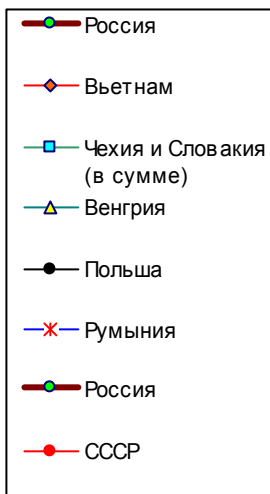 Россия
Вьетнам
Чехия и Словакия
(в сумме)
Венгрия
Польша
Румыния
Россия
СССР